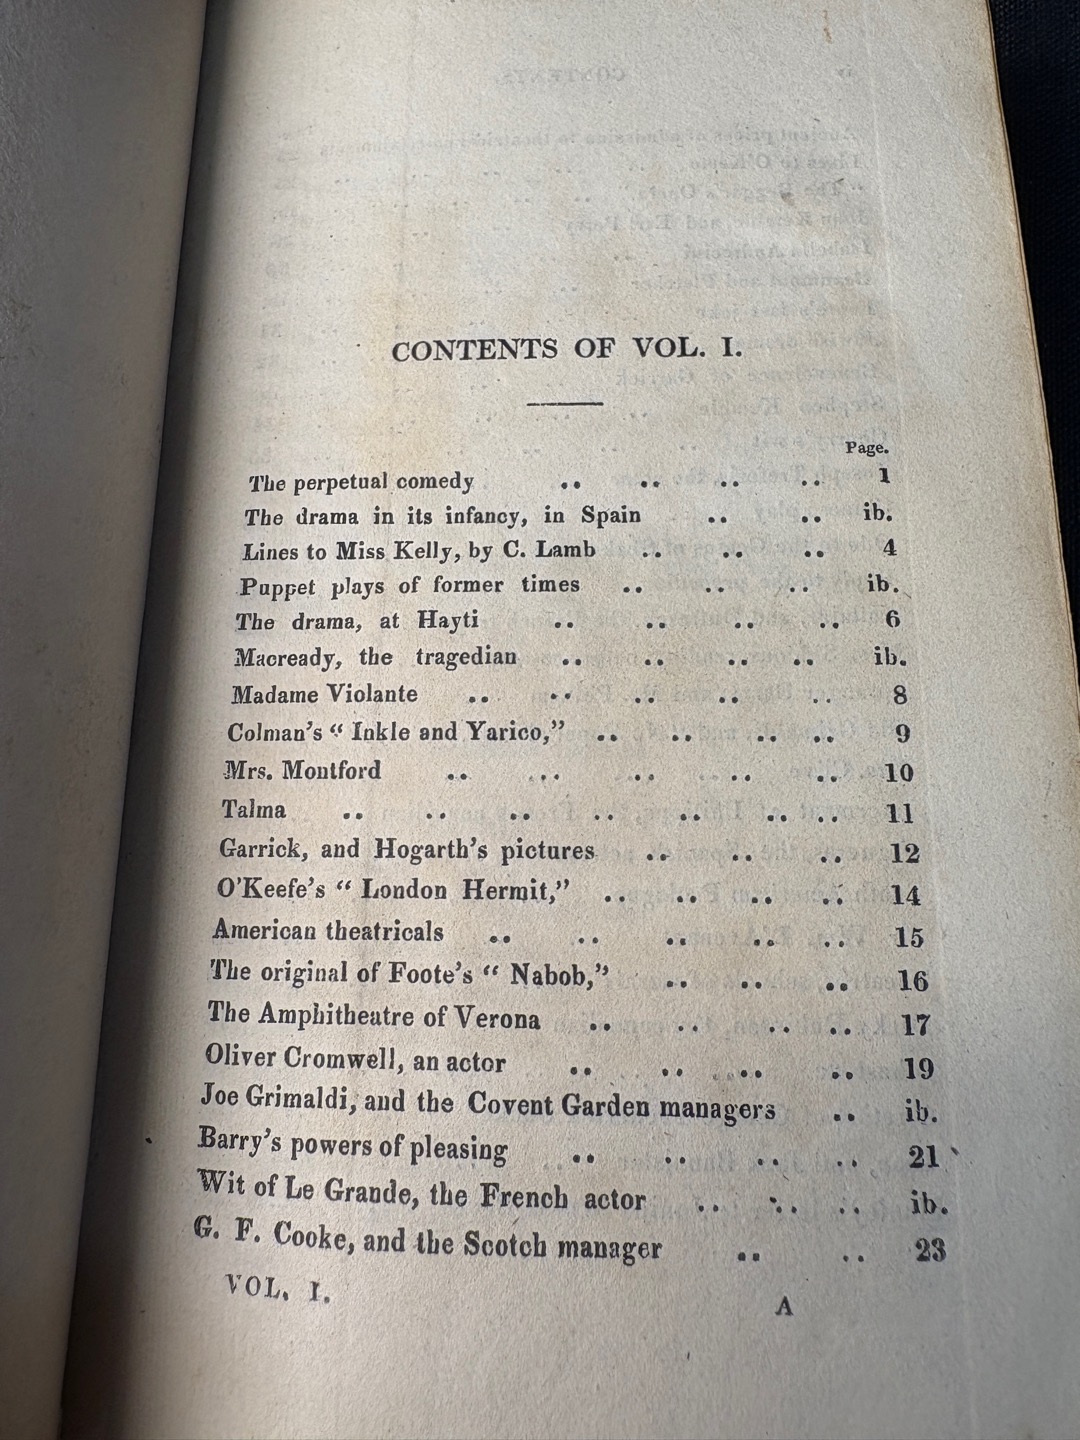 CONTENTS OF VOL. I.
Page.
The perpetual comedy .. .. .. .. 1
The drama in its infancy, in Spain .. .. ib.
Lines to Miss Kelly, by C. Lamb .. .. .. 4
Puppet plays of former times .. .. .. ib.
The drama, at Hayti .. .. .. .. 6
Macready, the tragedian .. .. .. .. ib.
Madame Violante .. .. .. .. .. 8
Colman's “ Inkle and Yarico,” .. .. .. .. 9
Mrs. Montford .. ... .. .. .. 10
Talma .. .. .. .. .. .. .. 11
Garrick, and Hogarth's pictures .. .. .. 12
O'Keefe's “ London Hermit,” .. .. .. .. 14
American theatricals .. .. .. .. .. 15
The original of Foote's “ Nabob,” .. .. .. 16
The Amphitheatre of Verona .. .. .. .. 17
Oliver Cromwell, an actor .. .. .. .. 19
Joe Grimaldi, and the Covent Garden managers .. ib.
Barry's powers of pleasing .. .. .. .. 21
Wit of Le Grande, the French actor .. .. .. ib.
G. F. Cooke, and the Scotch manager .. .. 23
VOL. I. A